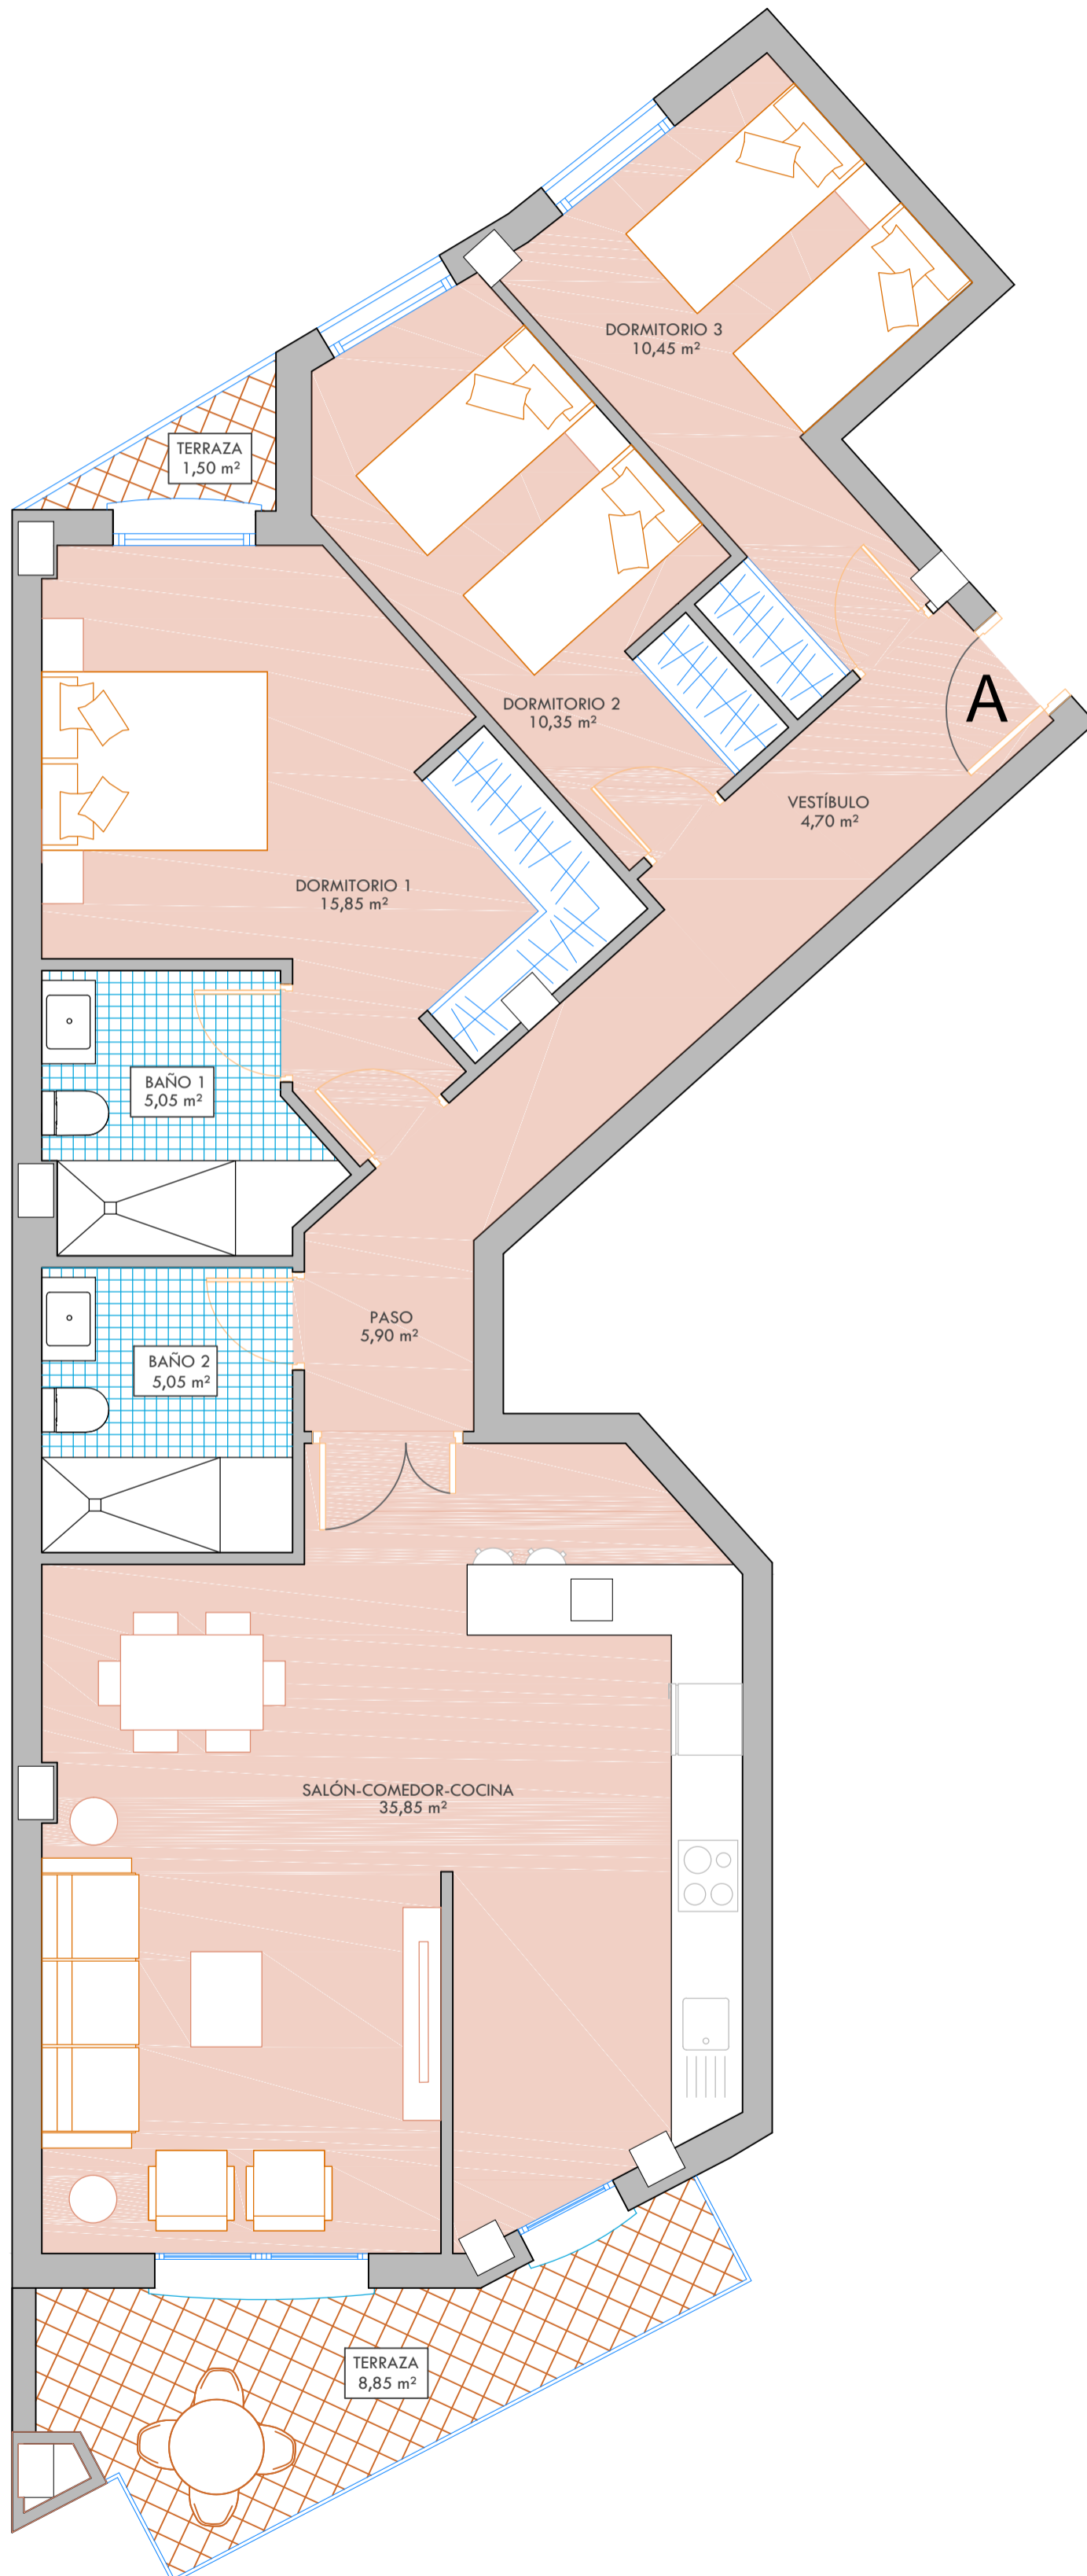 DORMITORIO 3
10,45 m²
TERRAZA
1,50 m²
DORMITORIO 2
10,35 m²
A
VESTÍBULO
4,70 m²
DORMITORIO 1
15,85 m²
BAÑO 1
5,05 m²
PASO
5,90 m²
BAÑO 2
5,05 m²
SALÓN-COMEDOR-COCINA
35,85 m²
TERRAZA
8,85 m²